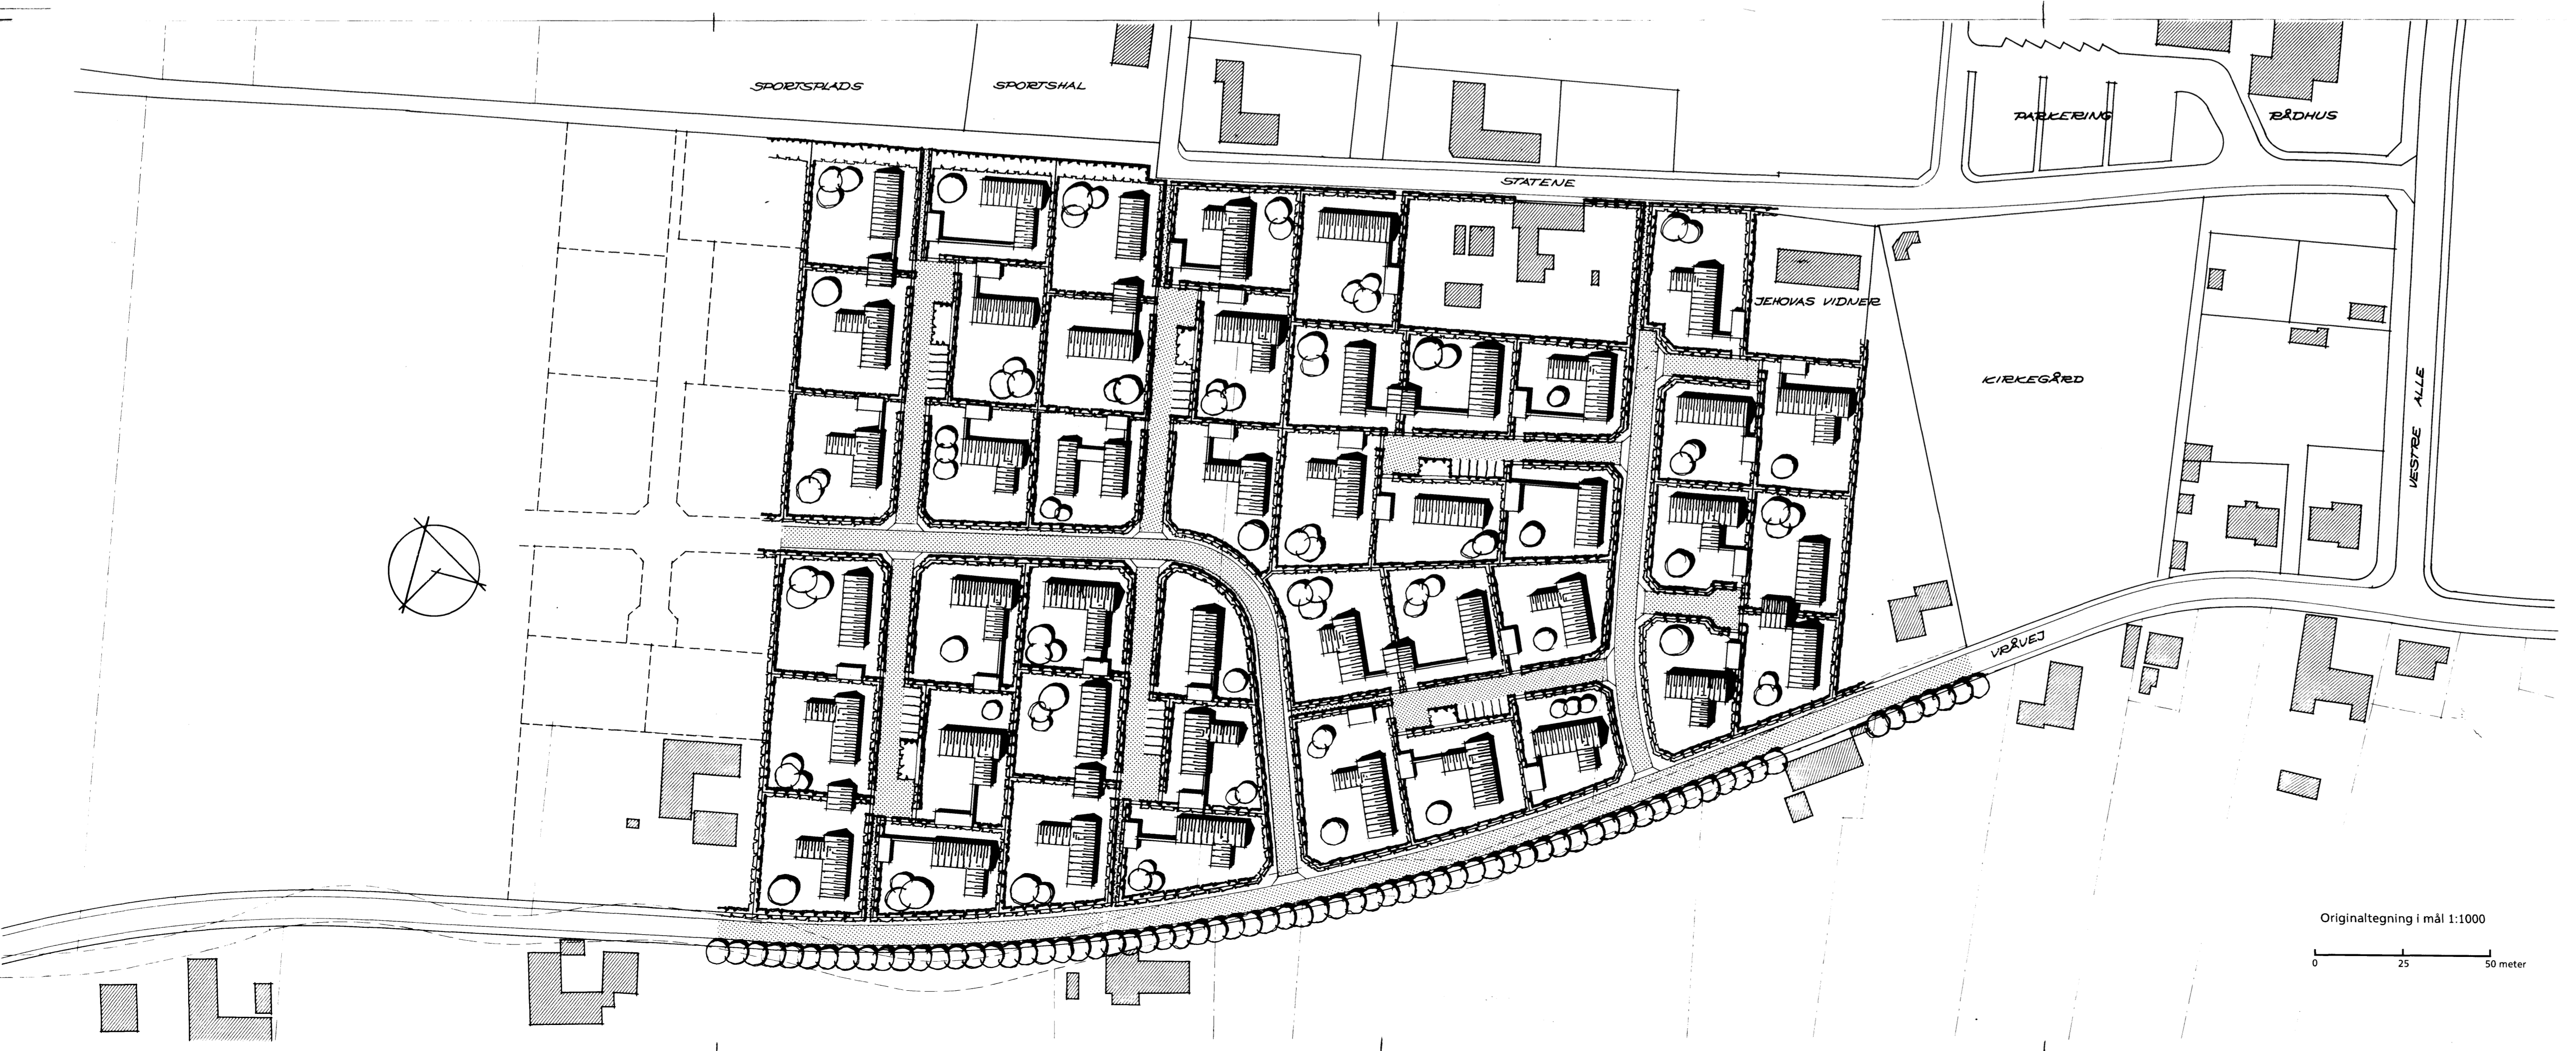 SPORTSPLADS
SPORTSHAL
PARKERING
RÅDHUS
STATENE
JEHOVAS VIDNER
KIRKEGÅRD
VESTRE ALLE
VRÅVEJ
Originaltegning i mål 1:1000
0 25 50 meter